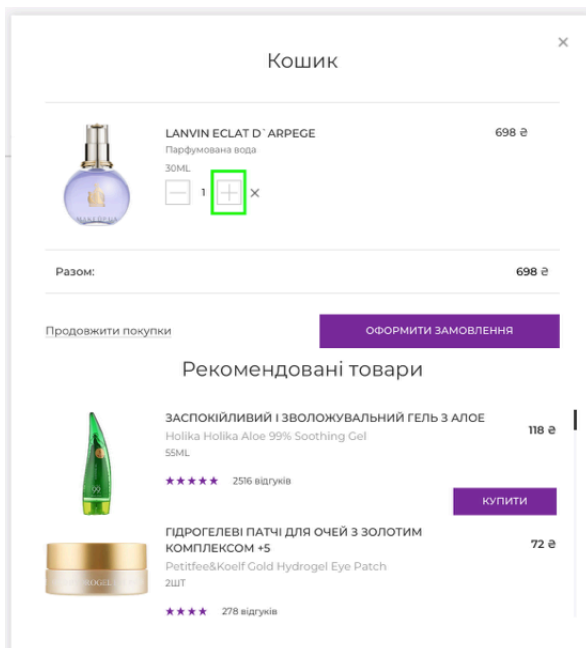 Кошик
LANVIN ECLAT D`ARPEGE
698 ₴
Парфумована вода
30ML
1
Разом:
698 ₴
Продовжити покупки
ОФОРМИТИ ЗАМОВЛЕННЯ
Рекомендовані товари
ЗАСПОКІЙЛИВИЙ І ЗВОЛОЖУВАЛЬНИЙ ГЕЛЬ З АЛОЕ
118 ₴
Holika Holika Aloe 99% Soothing Gel
55ML
2516 відгуків
КУПИТИ
ГІДРОГЕЛЕВІ ПАТЧІ ДЛЯ ОЧЕЙ З ЗОЛОТИМ
КОМПЛЕКСОМ +5
72 ₴
Petitfee&Koelf Gold Hydrogel Eye Patch
2ШТ
278 відгуків